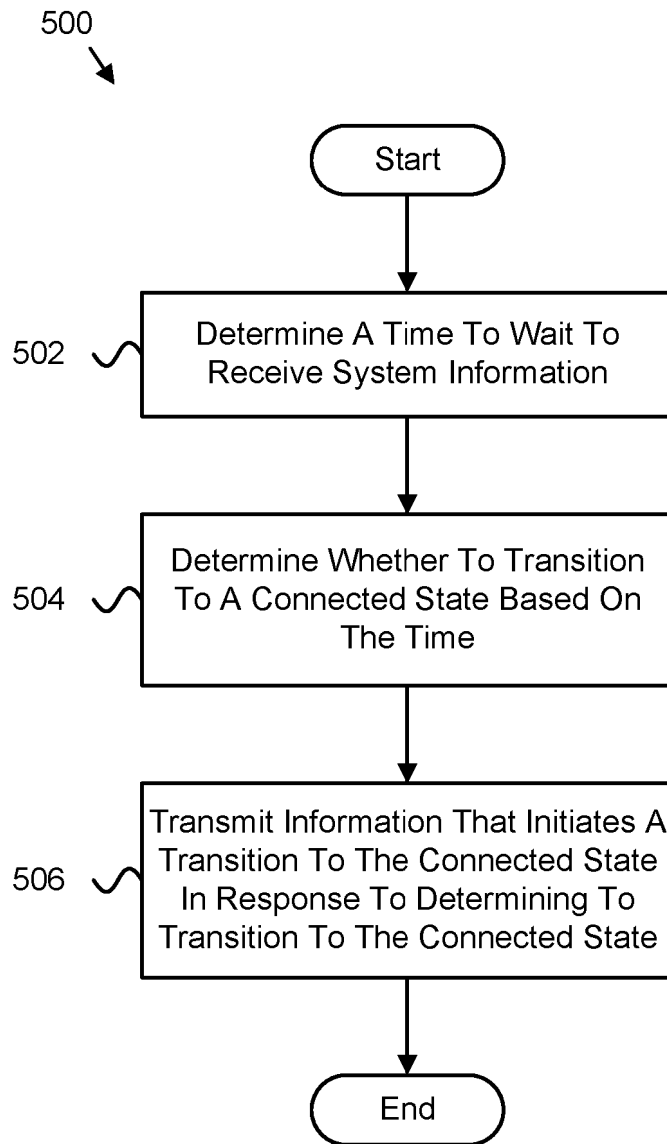 500
Start
502
Determine A Time To Wait To
Receive System Information
504
Determine Whether To Transition
To A Connected State Based On
The Time
506
Transmit Information That Initiates A
Transition To The Connected State
In Response To Determining To
Transition To The Connected State
End